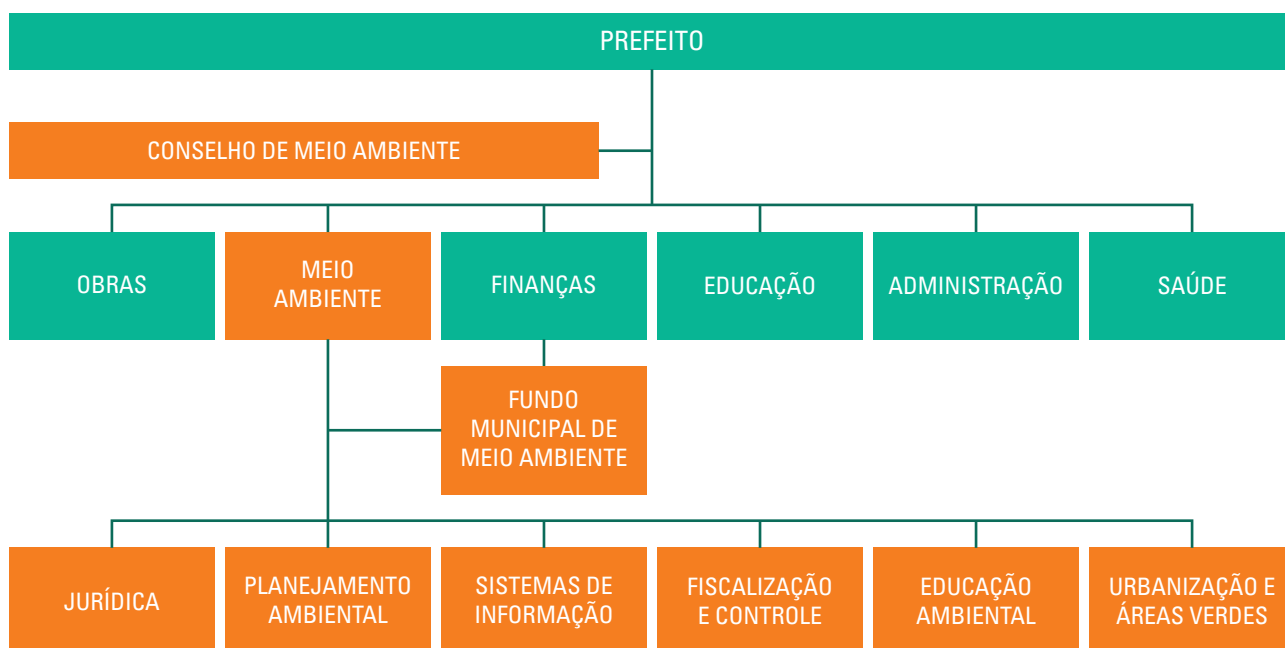 PREFEITO
CONSELHO DE MEIO AMBIENTE
OBRAS
MEIO
AMBIENTE
FINANÇAS
EDUCAÇÃO
ADMINISTRAÇÃO
SAÚDE
FUNDO
MUNICIPAL DE
MEIO AMBIENTE
JURÍDICA
PLANEJAMENTO
AMBIENTAL
SISTEMAS DE
INFORMAÇÃO
FISCALIZAÇÃO
E CONTROLE
EDUCAÇÃO
AMBIENTAL
URBANIZAÇÃO E
ÁREAS VERDES